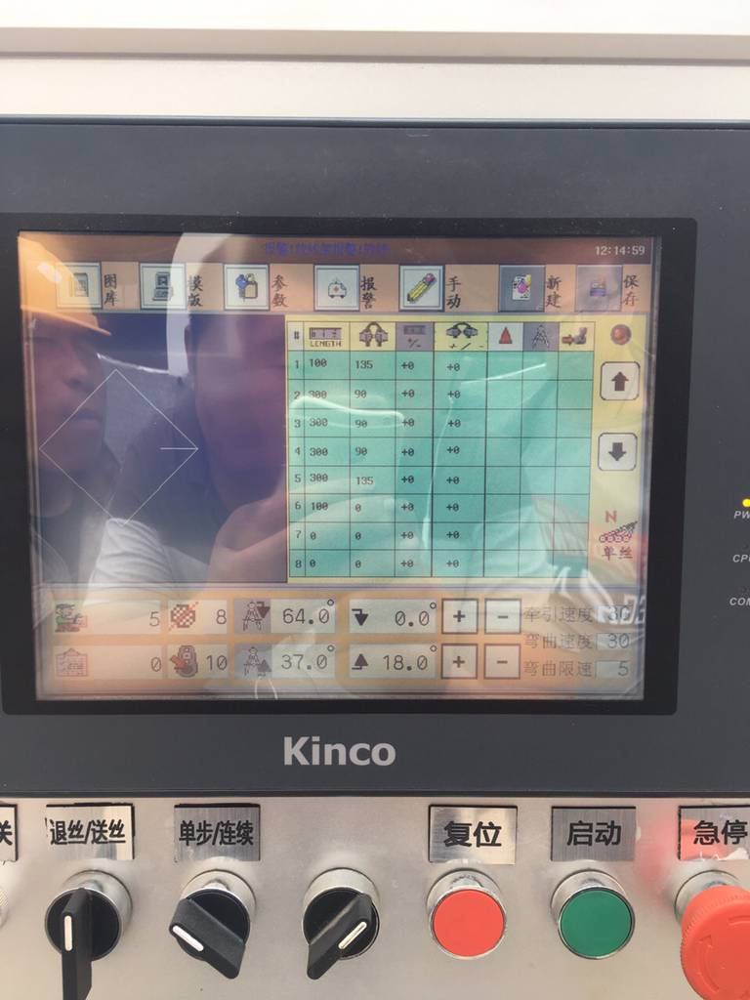 12:14:59
图库 模版 参数 报警 手动 新建 保存
# LENGTH +/- +/-
1 100 135 +0 +0
2 300 90 +0 +0
3 300 90 +0 +0
4 300 90 +0 +0
5 300 135 +0 +0
6 100 0 +0 +0
7 0 0 +0 +0
8 0 0 +0 +0
N
单丝
5 8 64.0° 0.0° + - 牵引速度 30
弯曲速度 30
0 10 37.0° 18.0° + - 弯曲限速 5
PW
CPU
COM
Kinco
关 退丝/送丝 单步/连续 复位 启动 急停